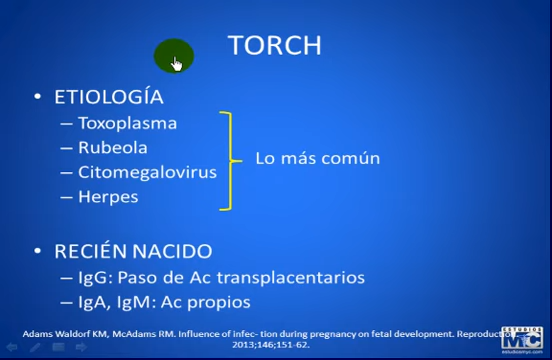 TORCH
• ETIOLOGÍA
– Toxoplasma
– Rubeola
– Citomegalovirus
– Herpes
Lo más común
• RECIÉN NACIDO
– IgG: Paso de Ac transplacentarios
– IgA, IgM: Ac propios
Adams Waldorf KM, McAdams RM. Influence of infec- tion during pregnancy on fetal development. Reproductio
2013;146;151-62.
ESTUDIOS
MC
estudiamyc.com